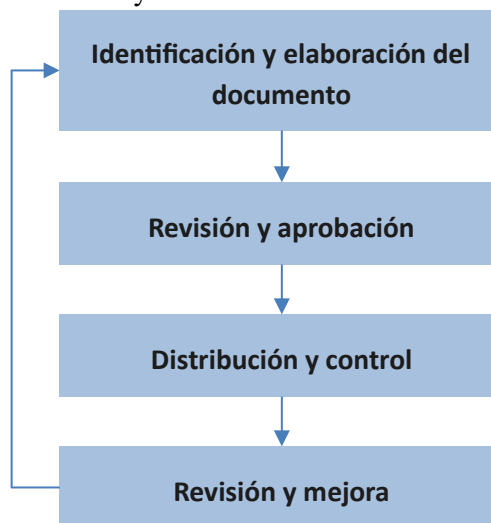 y
Identificación y elaboración del
documento
Revisión y aprobación
Distribución y control
Revisión y mejora